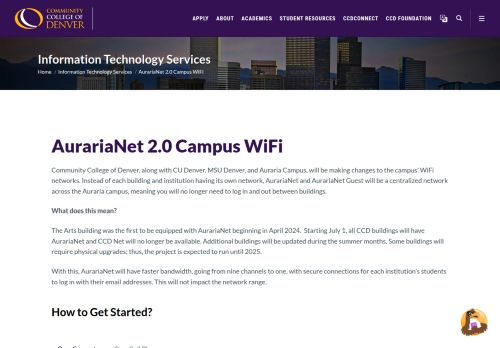 COMMUNITY
COLLEGE OF
DENVER
APPLY ABOUT ACADEMICS STUDENT RESOURCES CCDCONNECT CCD FOUNDATION
Information Technology Services
Home / Information Technology Services / AurariaNet 2.0 Campus WiFi
AurariaNet 2.0 Campus WiFi
Community College of Denver, along with CU Denver, MSU Denver, and Auraria Campus, will be making changes to the campus' WiFi
networks. Instead of each building and institution having its own network, AurariaNet and AurariaNet Guest will be a centralized network
across the Auraria campus, meaning you will no longer need to log in and out between buildings.
What does this mean?
The Arts building was the first to be equipped with AurariaNet beginning in April 2024. Starting July 1, all CCD buildings will have
AurariaNet and CCD Net will no longer be available. Additional buildings will be updated during the summer months. Some buildings will
require physical upgrades; thus, the project is expected to run until 2025.
With this, AurariaNet will have faster bandwidth, going from nine channels to one, with secure connections for each institution's students
to log in with their email addresses. This will not impact the network range.
How to Get Started?